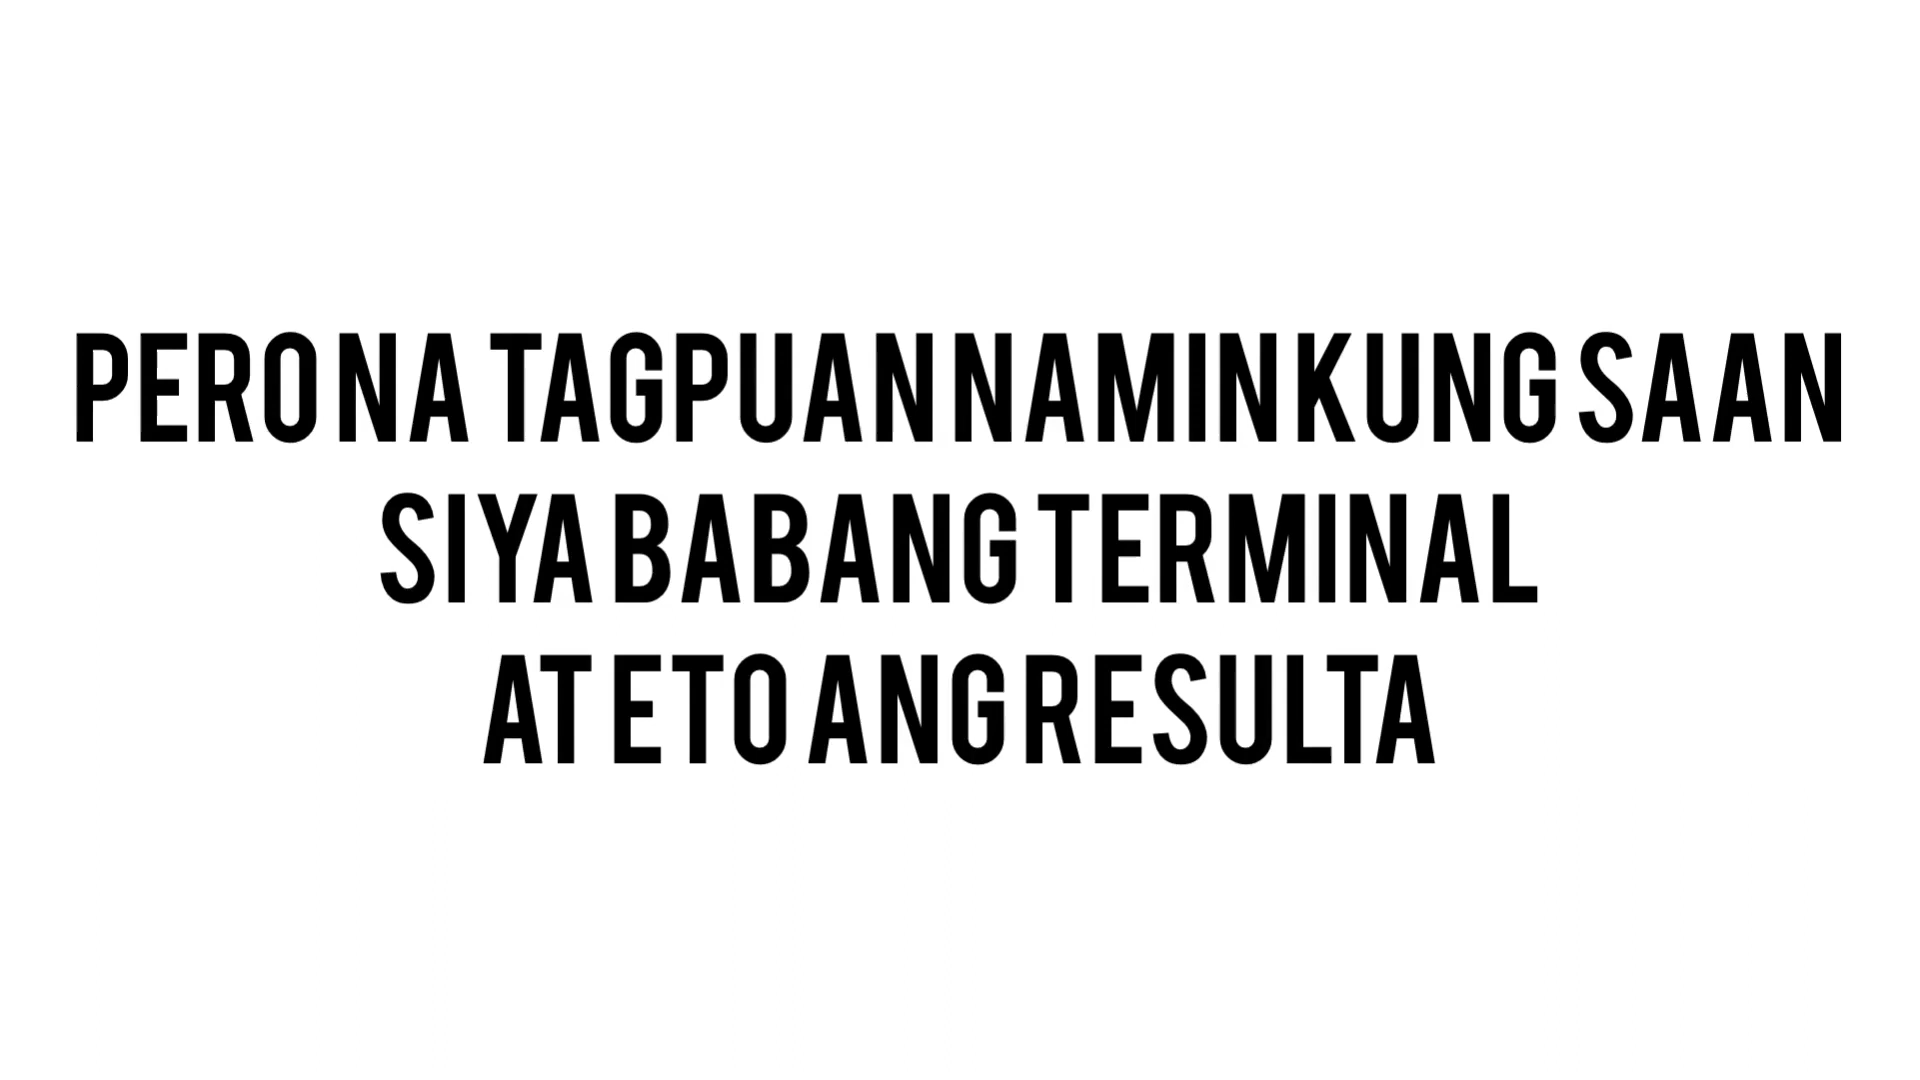 PERO NA TAGPUAN NAMIN KUNG SAAN
SIYA BABANG TERMINAL
AT ETO ANG RESULTA